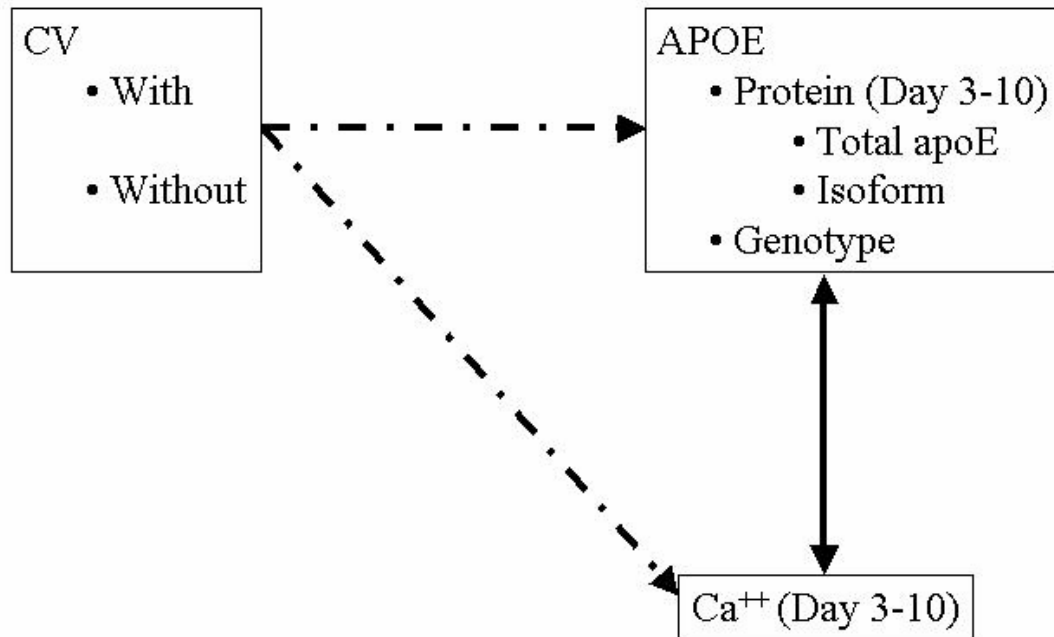 CV
• With
• Without
APOE
• Protein (Day 3-10)
• Total apoE
• Isoform
• Genotype
Ca⁺⁺ (Day 3-10)